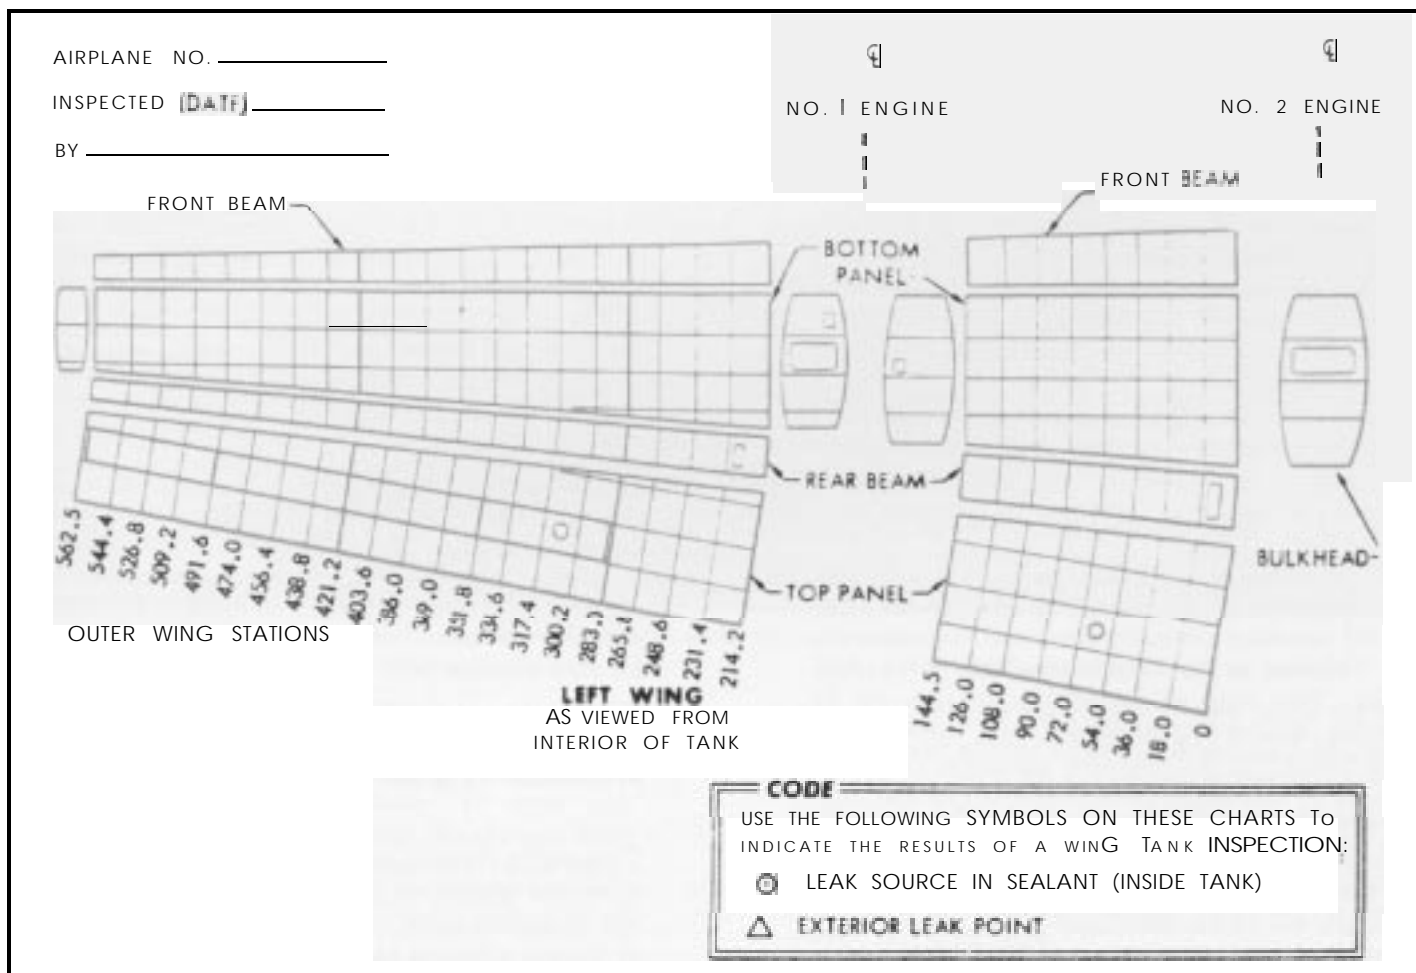 AIRPLANE NO.
INSPECTED (DATE)
BY
℄
NO. 1 ENGINE
℄
NO. 2 ENGINE
FRONT BEAM
FRONT BEAM
BOTTOM
PANEL
REAR BEAM
TOP PANEL
BULKHEAD
562.5
544.4
526.8
509.2
491.6
474.0
456.4
438.8
421.2
403.6
386.0
369.0
351.8
334.6
317.4
300.2
283.0
265.8
248.6
231.4
214.2
144.5
126.0
108.0
90.0
72.0
54.0
36.0
18.0
0
OUTER WING STATIONS
LEFT WING
AS VIEWED FROM
INTERIOR OF TANK
CODE
USE THE FOLLOWING SYMBOLS ON THESE CHARTS To
INDICATE THE RESULTS OF A winG Tank INSPECTION:
LEAK SOURCE IN SEALANT (INSIDE TANK)
EXTERIOR LEAK POINT